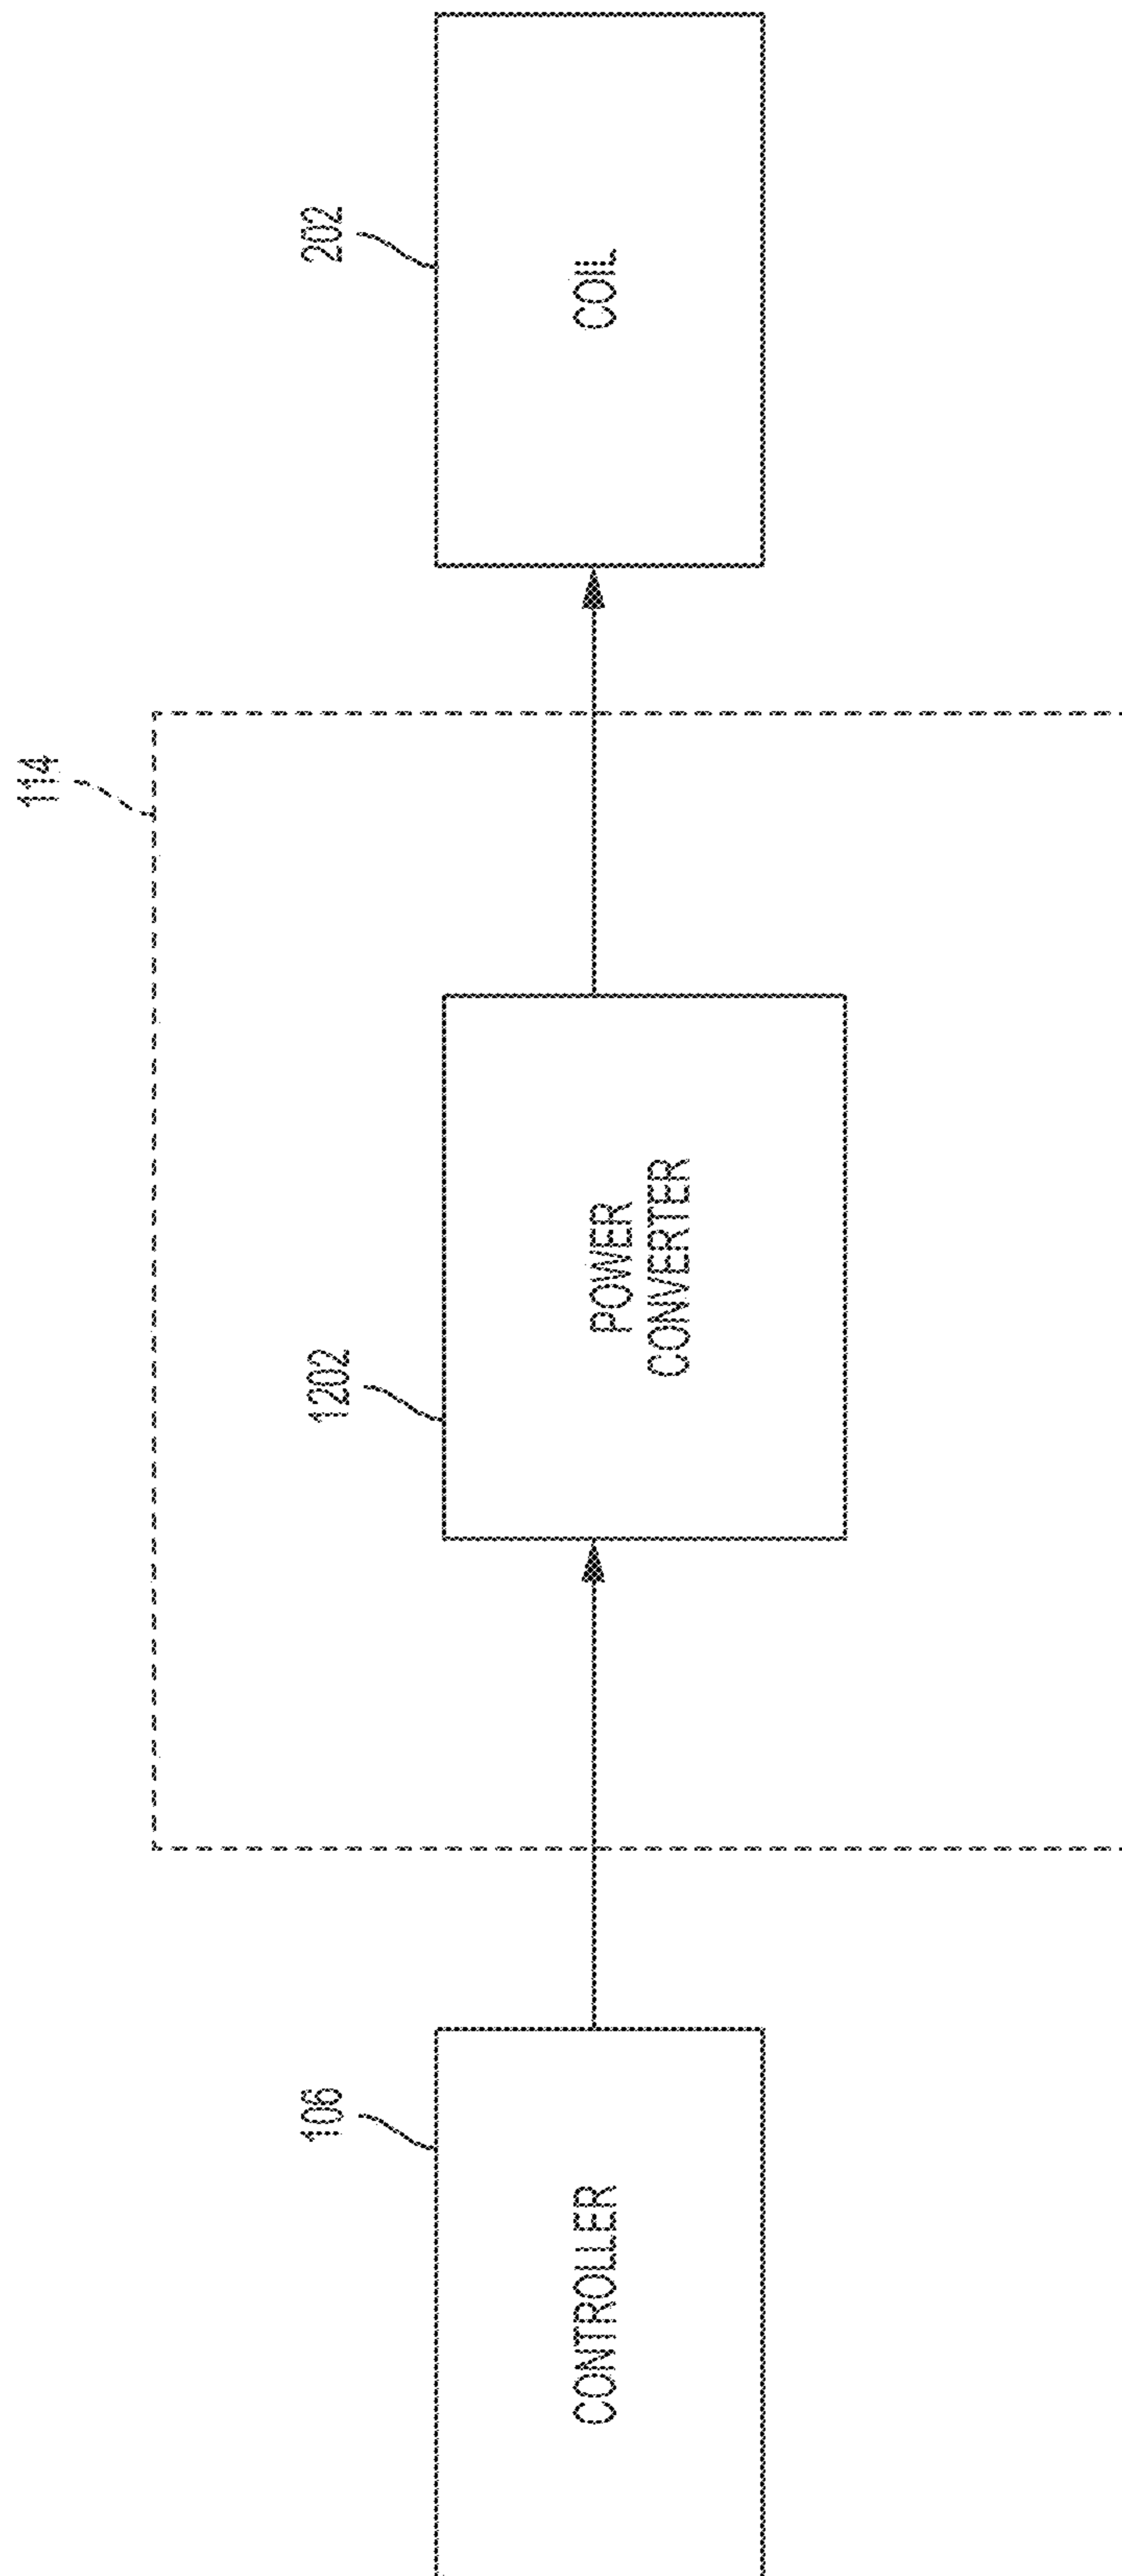 114
106
1202
202
CONTROLLER
POWER
CONVERTER
COIL